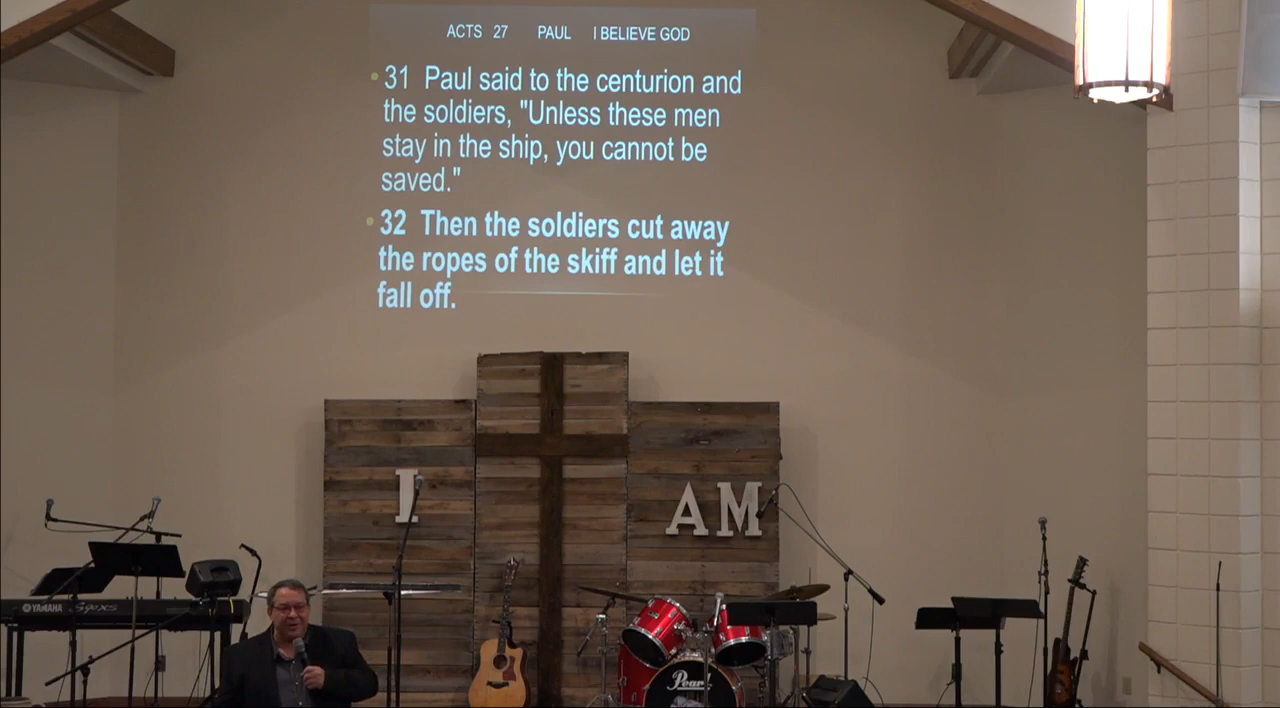 ACTS 27 PAUL I BELIEVE GOD
• 31 Paul said to the centurion and
the soldiers, "Unless these men
stay in the ship, you cannot be
saved."
• 32 Then the soldiers cut away
the ropes of the skiff and let it
fall off.
I AM
YAMAHA S90XS
Pearl